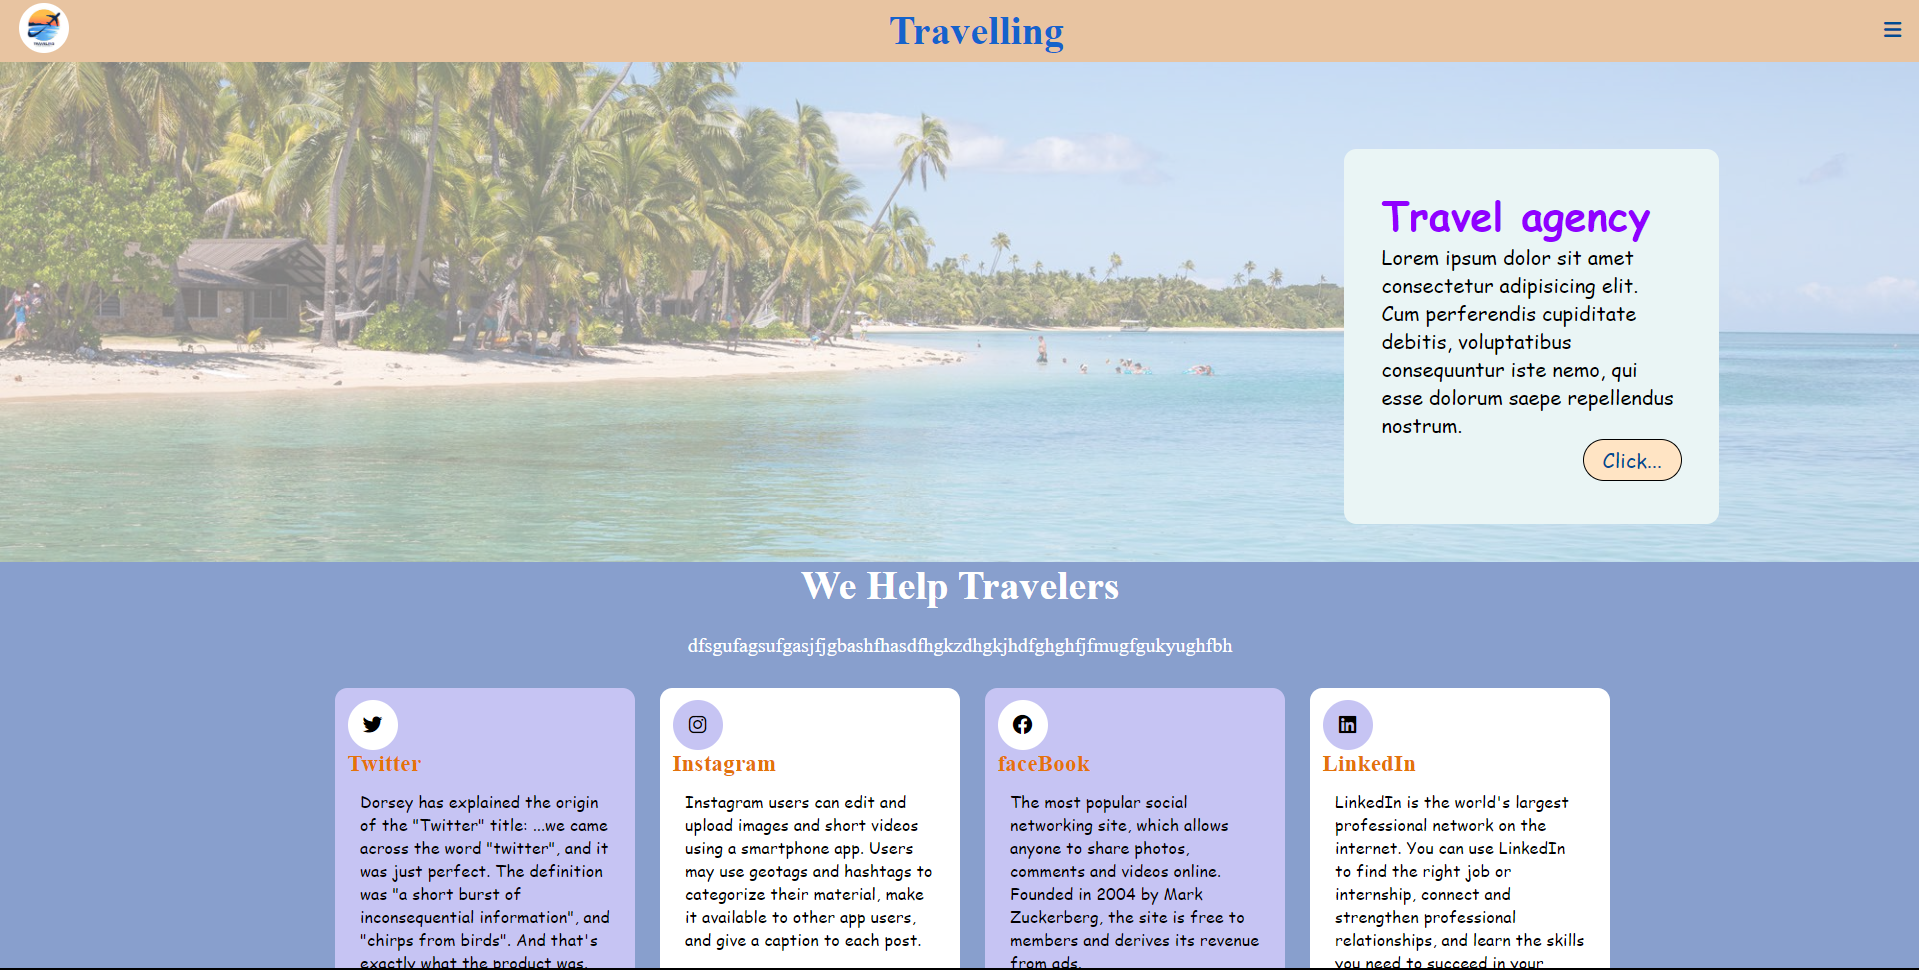 Travelling
Travel agency
Lorem ipsum dolor sit amet
consectetur adipisicing elit.
Cum perferendis cupiditate
debitis, voluptatibus
consequuntur iste nemo, qui
esse dolorum saepe repellendus
nostrum.
Click...
We Help Travelers
dfsgufagsufgasjfjgbashfhasdfhgkzdhgkjhdfghghfjfmugfgukyughfbh
Twitter
Dorsey has explained the origin
of the "Twitter" title: ...we came
across the word "twitter", and it
was just perfect. The definition
was "a short burst of
inconsequential information", and
"chirps from birds". And that's
exactly what the product was.
Instagram
Instagram users can edit and
upload images and short videos
using a smartphone app. Users
may use geotags and hashtags to
categorize their material, make
it available to other app users,
and give a caption to each post.
faceBook
The most popular social
networking site, which allows
anyone to share photos,
comments and videos online.
Founded in 2004 by Mark
Zuckerberg, the site is free to
members and derives its revenue
from ads.
LinkedIn
LinkedIn is the world's largest
professional network on the
internet. You can use LinkedIn
to find the right job or
internship, connect and
strengthen professional
relationships, and learn the skills
you need to succeed in your